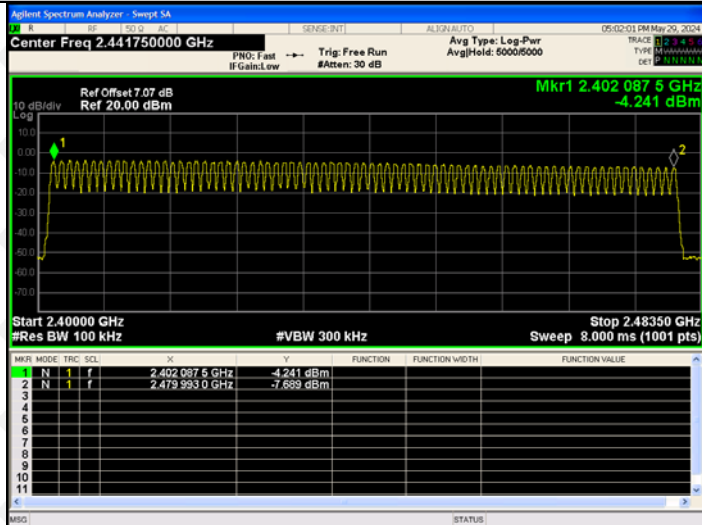 Agilent Spectrum Analyzer - Swept SA
R RF 50 Ω AC SENSE:INT ALIGN AUTO 05:02:01 PM May 29, 2024
Center Freq 2.441750000 GHz
PNO: Fast
IFGain:Low
Trig: Free Run
#Atten: 30 dB
Avg Type: Log-Pwr
Avg|Hold: 5000/5000
TRACE 1 2 3 4 5 6
TYPE M
DET P N N N N N
Ref Offset 7.07 dB
10 dB/div Ref 20.00 dBm
Log
Mkr1 2.402 087 5 GHz
-4.241 dBm
1
2
10.0
0.00
-10.0
-20.0
-30.0
-40.0
-50.0
-60.0
-70.0
Start 2.40000 GHz Stop 2.48350 GHz
#Res BW 100 kHz #VBW 300 kHz Sweep 8.000 ms (1001 pts)
MKR MODE TRC SCL X Y FUNCTION FUNCTION WIDTH FUNCTION VALUE
1 N 1 f 2.402 087 5 GHz -4.241 dBm
2 N 1 f 2.479 993 0 GHz -7.689 dBm
3
4
5
6
7
8
9
10
11
MSG STATUS